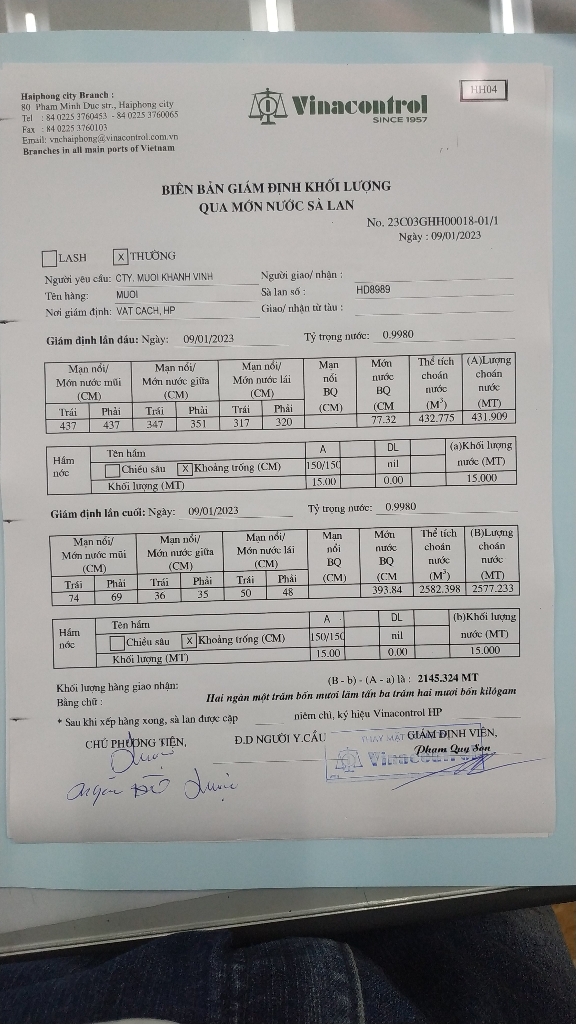 Haiphong city Branch :
80 Pham Minh Duc str., Haiphong city
Tel : 84 0225 3760453 - 84 0225 3760065
Fax : 84 0225 3760103
Email: vnchaiphong@vinacontrol.com.vn
Branches in all main ports of Vietnam
Vinacontrol
SINCE 1957
HH04
BIÊN BẢN GIÁM ĐỊNH KHỐI LƯỢNG
QUA MỚN NƯỚC SÀ LAN
No. 23C03GHH00018-01/1
Ngày : 09/01/2023
LASH X THƯỜNG
Người yêu cầu: CTY. MUOI KHANH VINH Người giao/ nhận :
Tên hàng: MUOI Sà lan số : HD8989
Nơi giám định: VAT CACH, HP Giao/ nhận từ tàu :
Giám định lần đầu: Ngày: 09/01/2023 Tỷ trọng nước: 0.9980
Mạn nổi/ Mớn nước mũi (CM) Mạn nổi/ Mớn nước giữa (CM) Mạn nổi/ Mớn nước lái (CM) Mạn nổi BQ (CM) Mớn nước BQ (CM Thể tích choán nước (M³) (A)Lượng choán nước (MT)
Trái Phải Trái Phải Trái Phải
437 437 347 351 317 320 77.32 432.775 431.909
Hầm nóc Tên hầm A DL (a)Khối lượng nước (MT)
Chiều sâu X Khoảng trống (CM) 150/150 nil
Khối lượng (MT) 15.00 0.00 15.000
Giám định lần cuối: Ngày: 09/01/2023 Tỷ trọng nước: 0.9980
Mạn nổi/ Mớn nước mũi (CM) Mạn nổi/ Mớn nước giữa (CM) Mạn nổi/ Mớn nước lái (CM) Mạn nổi BQ (CM) Mớn nước BQ (CM Thể tích choán nước (M³) (B)Lượng choán nước (MT)
Trái Phải Trái Phải Trái Phải
74 69 36 35 50 48 393.84 2582.398 2577.233
Hầm nóc Tên hầm A DL (b)Khối lượng nước (MT)
Chiều sâu X Khoảng trống (CM) 150/150 nil
Khối lượng (MT) 15.00 0.00 15.000
Khối lượng hàng giao nhận: (B - b) - (A - a) là : 2145.324 MT
Bằng chữ : Hai ngàn một trăm bốn mươi lăm tấn ba trăm hai mươi bốn kilôgam
* Sau khi xếp hàng xong, sà lan được cặp niêm chì, ký hiệu Vinacontrol HP
CHỦ PHƯƠNG TIỆN, Đ.D NGƯỜI Y.CẦU GIÁM ĐỊNH VIÊN,
THAY MẶT
Phạm Quý Sơn
Vinacontrol